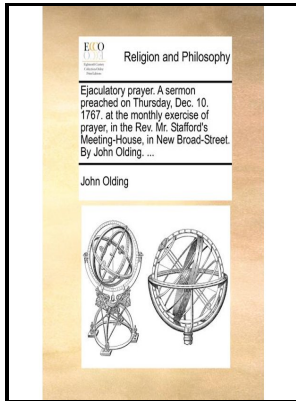 ECCO
Religion and Philosophy
Ejaculatory prayer. A sermon
preached on Thursday, Dec. 10.
1767. at the monthly exercise of
prayer, in the Rev. Mr. Stafford's
Meeting-House, in New Broad-Street.
By John Olding. ...
John Olding